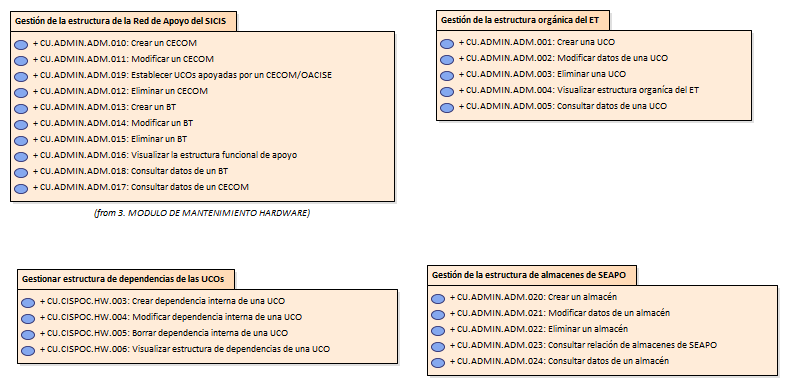 Gestión de la estructura de la Red de Apoyo del SICIS
+ CU.ADMIN.ADM.010: Crear un CECOM
+ CU.ADMIN.ADM.011: Modificar un CECOM
+ CU.ADMIN.ADM.019: Establecer UCOs apoyadas por un CECOM/OACISE
+ CU.ADMIN.ADM.012: Eliminar un CECOM
+ CU.ADMIN.ADM.013: Crear un BT
+ CU.ADMIN.ADM.014: Modificar un BT
+ CU.ADMIN.ADM.015: Eliminar un BT
+ CU.ADMIN.ADM.016: Visualizar la estructura funcional de apoyo
+ CU.ADMIN.ADM.018: Consultar datos de un BT
+ CU.ADMIN.ADM.017: Consultar datos de un CECOM
(from 3. MODULO DE MANTENIMIENTO HARDWARE)
Gestión de la estructura orgánica del ET
+ CU.ADMIN.ADM.001: Crear una UCO
+ CU.ADMIN.ADM.002: Modificar datos de una UCO
+ CU.ADMIN.ADM.003: Eliminar una UCO
+ CU.ADMIN.ADM.004: Visualizar estructura organíca del ET
+ CU.ADMIN.ADM.005: Consultar datos de una UCO
Gestionar estructura de dependencias de las UCOs
+ CU.CISPOC.HW.003: Crear dependencia interna de una UCO
+ CU.CISPOC.HW.004: Modificar dependencia interna de una UCO
+ CU.CISPOC.HW.005: Borrar dependencia interna de una UCO
+ CU.CISPOC.HW.006: Visualizar estructura de dependencias de una UCO
Gestión de la estructura de almacenes de SEAPO
+ CU.ADMIN.ADM.020: Crear un almacén
+ CU.ADMIN.ADM.021: Modificar datos de un almacén
+ CU.ADMIN.ADM.022: Eliminar un almacén
+ CU.ADMIN.ADM.023: Consultar relación de almacenes de SEAPO
+ CU.ADMIN.ADM.024: Consultar datos de un almacén